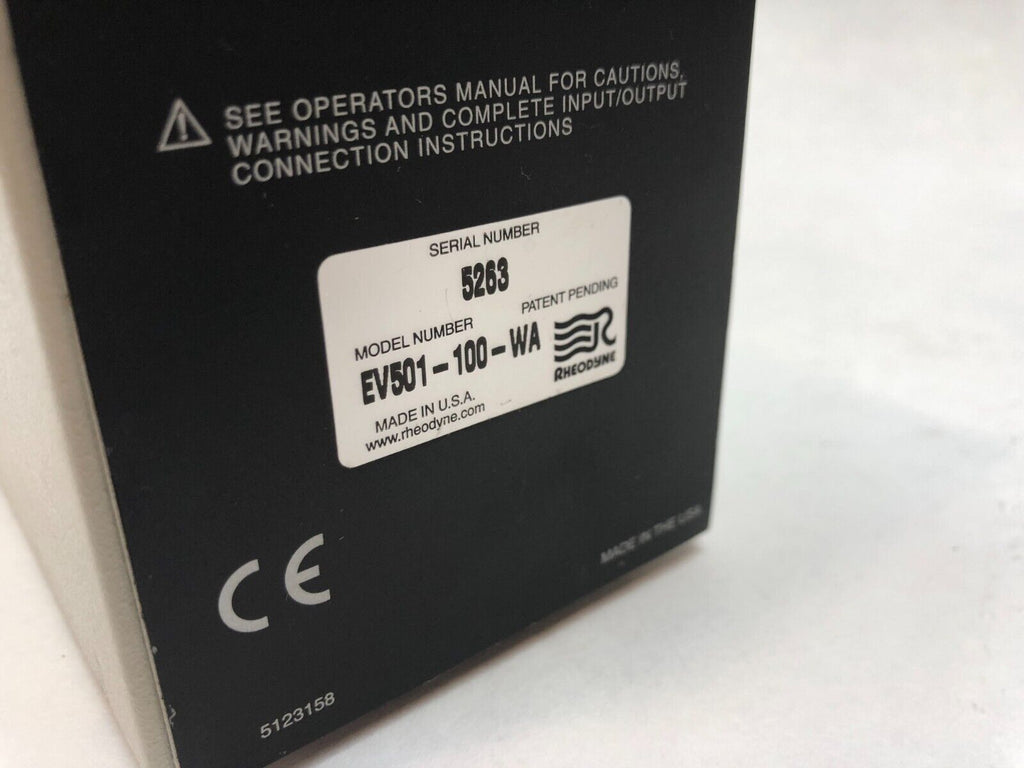 SEE OPERATORS MANUAL FOR CAUTIONS,
WARNINGS AND COMPLETE INPUT/OUTPUT
CONNECTION INSTRUCTIONS
SERIAL NUMBER
5263
PATENT PENDING
MODEL NUMBER
EV501-100-WA
RHEODYNE
MADE IN U.S.A.
www.rheodyne.com
MADE IN THE USA
CE
5123158